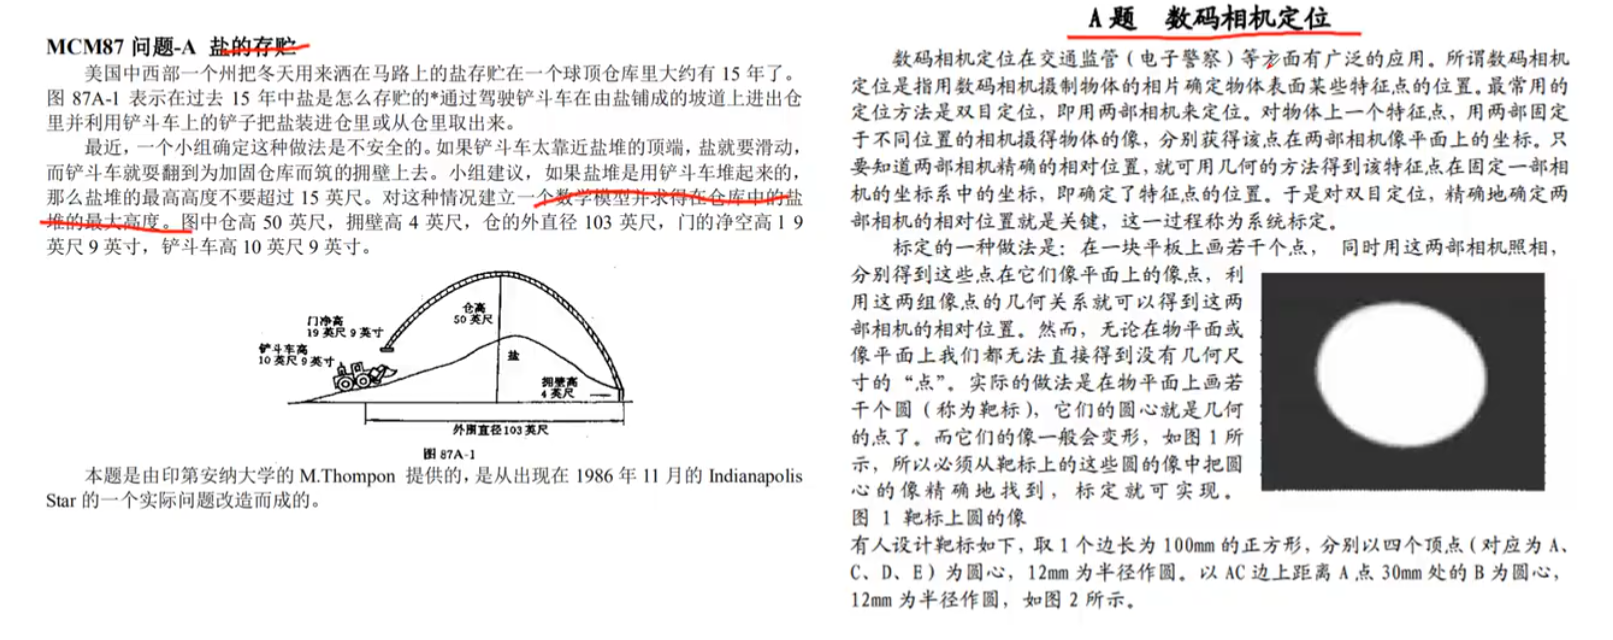 MCM87 问题-A 盐的存贮
美国中西部一个州把冬天用来洒在马路上的盐存贮在一个球顶仓库里大约有 15 年了。
图 87A-1 表示在过去 15 年中盐是怎么存贮的*通过驾驶铲斗车在由盐铺成的坡道上进出仓
里并利用铲斗车上的铲子把盐装进仓里或从仓里取出来。
最近，一个小组确定这种做法是不安全的。如果铲斗车太靠近盐堆的顶端，盐就要滑动，
而铲斗车就要翻到为加固仓库而筑的拥壁上去。小组建议，如果盐堆是用铲斗车堆起来的，
那么盐堆的最高高度不要超过 15 英尺。对这种情况建立一个数学模型并求得在仓库中的盐
堆的最大高度。图中仓高 50 英尺，拥壁高 4 英尺，仓的外直径 103 英尺，门的净空高 1 9
英尺 9 英寸，铲斗车高 10 英尺 9 英寸。
仓高
50 英尺
门净高
19 英尺 9 英寸
铲斗车高
10 英尺 9 英寸
盐
拥壁高
4 英尺
外围直径103 英尺
图 87A-1
本题是由印第安纳大学的 M.Thompon 提供的，是从出现在 1986 年 11 月的 Indianapolis
Star 的一个实际问题改造而成的。
A 题 数码相机定位
数码相机定位在交通监管（电子警察）等方面有广泛的应用。所谓数码相机
定位是指用数码相机摄制物体的相片确定物体表面某些特征点的位置。最常用的
定位方法是双目定位，即用两部相机来定位。对物体上一个特征点，用两部固定
于不同位置的相机摄得物体的像，分别获得该点在两部相机像平面上的坐标。只
要知道两部相机精确的相对位置，就可用几何的方法得到该特征点在固定一部相
机的坐标系中的坐标，即确定了特征点的位置。于是对双目定位，精确地确定两
部相机的相对位置就是关键，这一过程称为系统标定。
标定的一种做法是：在一块平板上画若干个点， 同时用这两部相机照相，
分别得到这些点在它们像平面上的像点，利
用这两组像点的几何关系就可以得到这两
部相机的相对位置。然而，无论在物平面或
像平面上我们都无法直接得到没有几何尺
寸的“点”。实际的做法是在物平面上画若
干个圆（称为靶标），它们的圆心就是几何
的点了。而它们的像一般会变形，如图 1 所
示，所以必须从靶标上的这些圆的像中把圆
心的像精确地找到，标定就可实现。
图 1 靶标上圆的像
有人设计靶标如下，取 1 个边长为 100mm 的正方形，分别以四个顶点（对应为 A、
C、D、E）为圆心，12mm 为半径作圆。以 AC 边上距离 A 点 30mm 处的 B 为圆心，
12mm 为半径作圆，如图 2 所示。